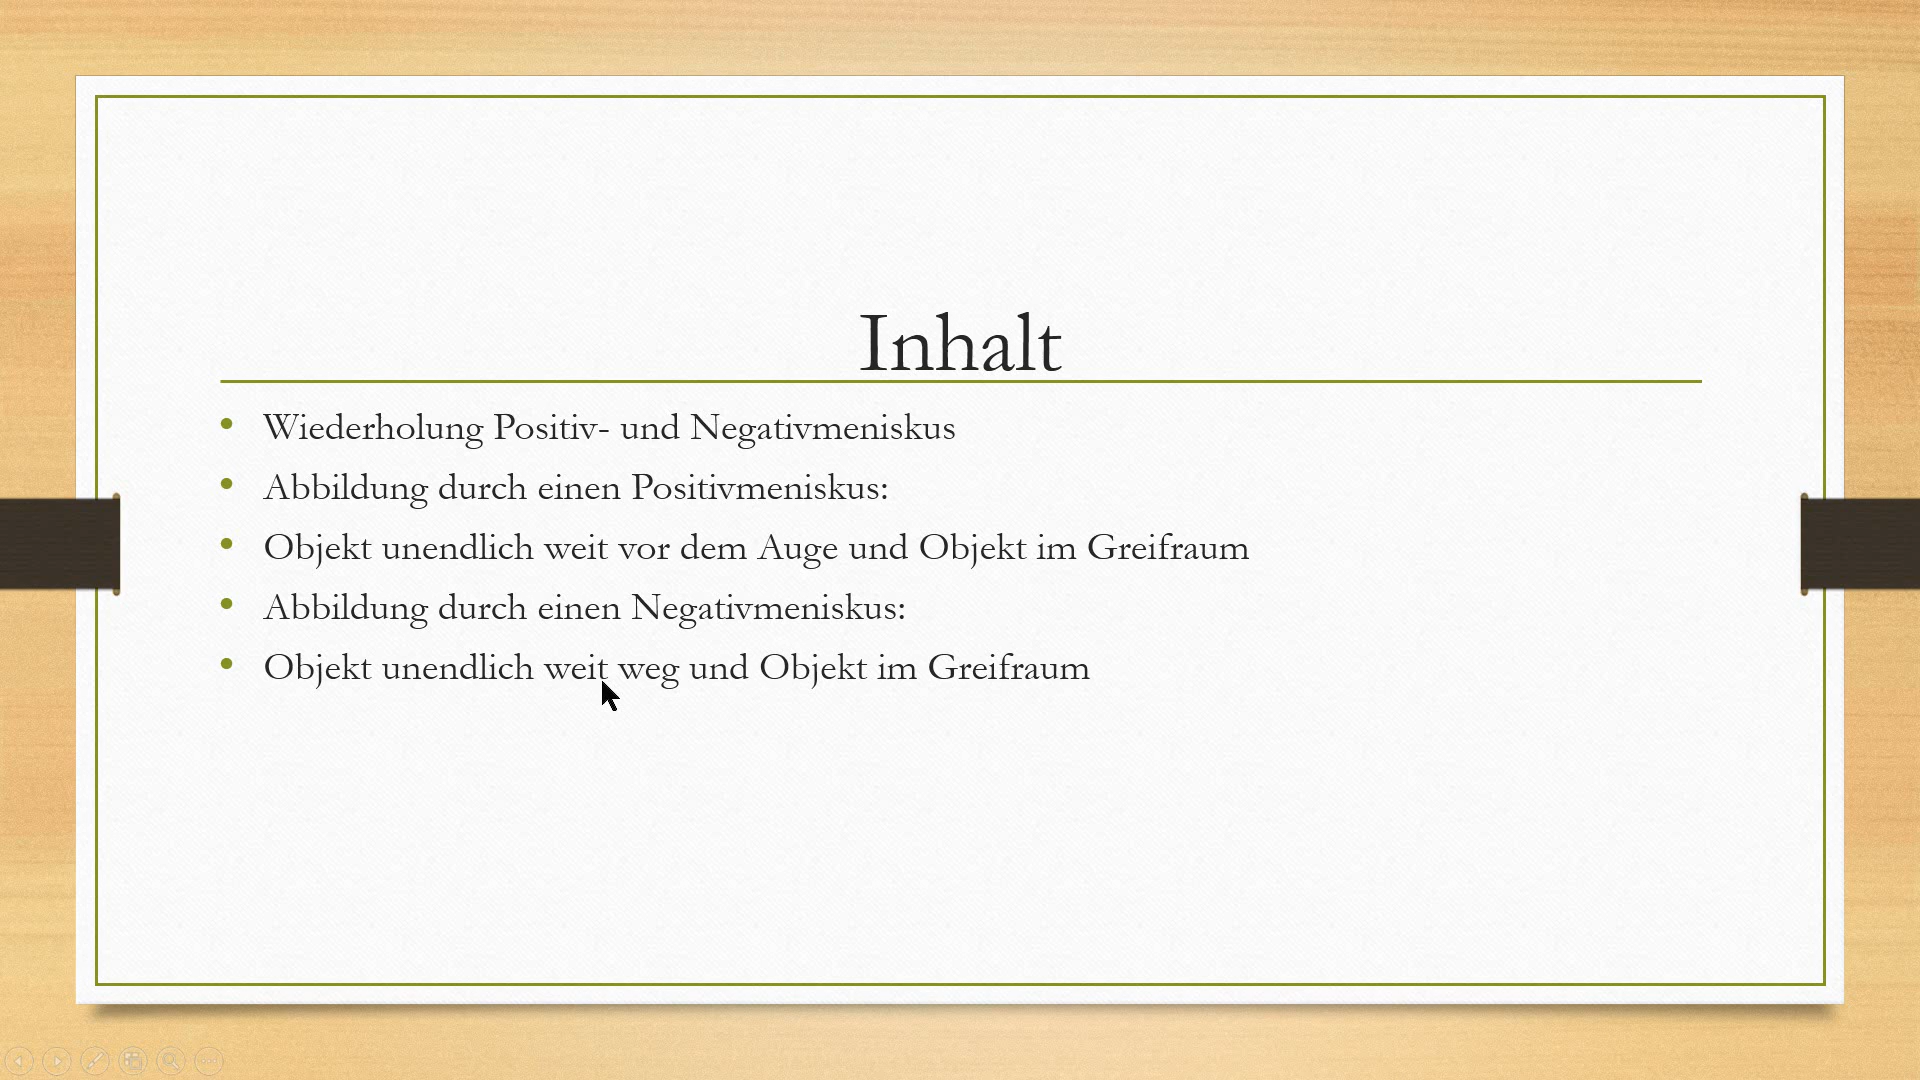 Inhalt
• Wiederholung Positiv- und Negativmeniskus
• Abbildung durch einen Positivmeniskus:
• Objekt unendlich weit vor dem Auge und Objekt im Greifraum
• Abbildung durch einen Negativmeniskus:
• Objekt unendlich weit weg und Objekt im Greifraum